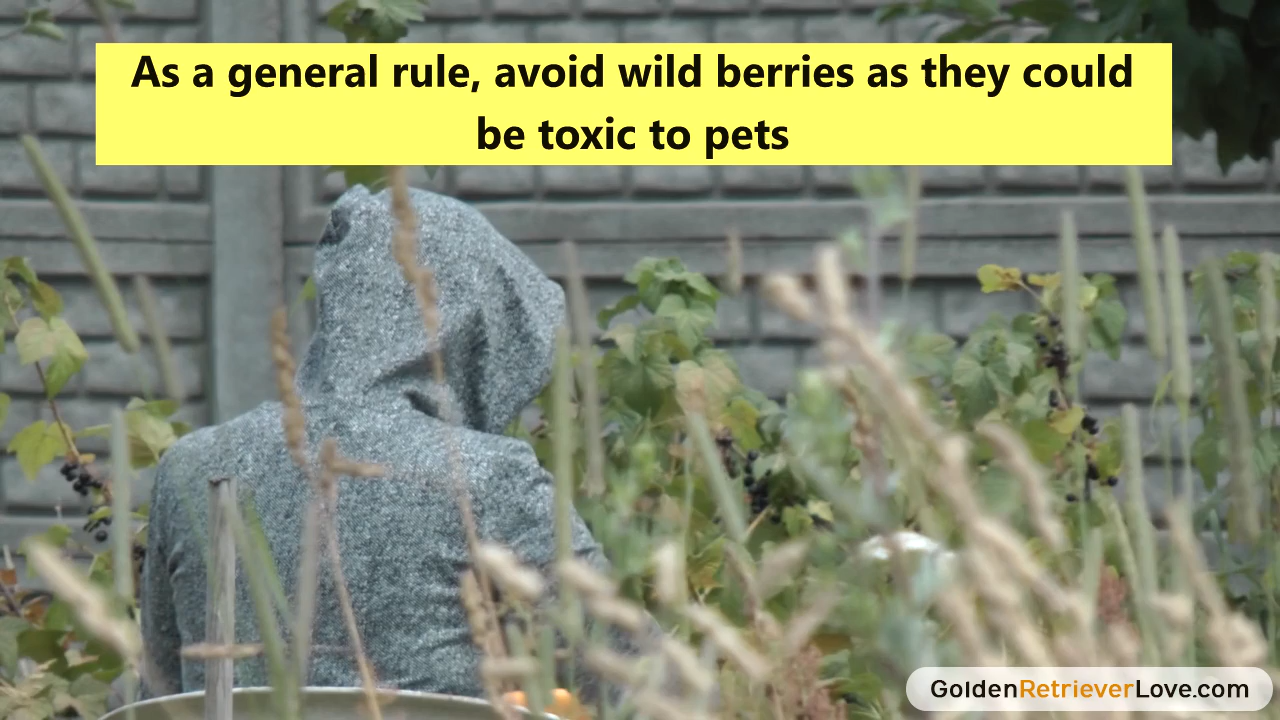 As a general rule, avoid wild berries as they could
be toxic to pets
GoldenRetrieverLove.com